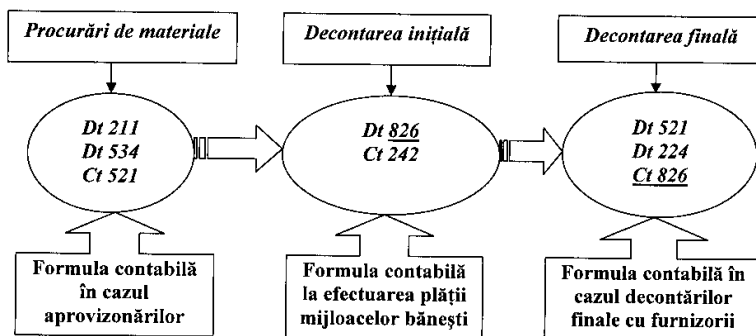 Procurări de materiale
Decontarea inițială
Decontarea finală
Dt 211
Dt 534
Ct 521
Dt 826
Ct 242
Dt 521
Dt 224
Ct 826
Formula contabilă
în cazul
aprovizonărilor
Formula contabilă
la efectuarea plății
mijloacelor bănești
Formula contabilă în
cazul decontărilor
finale cu furnizorii